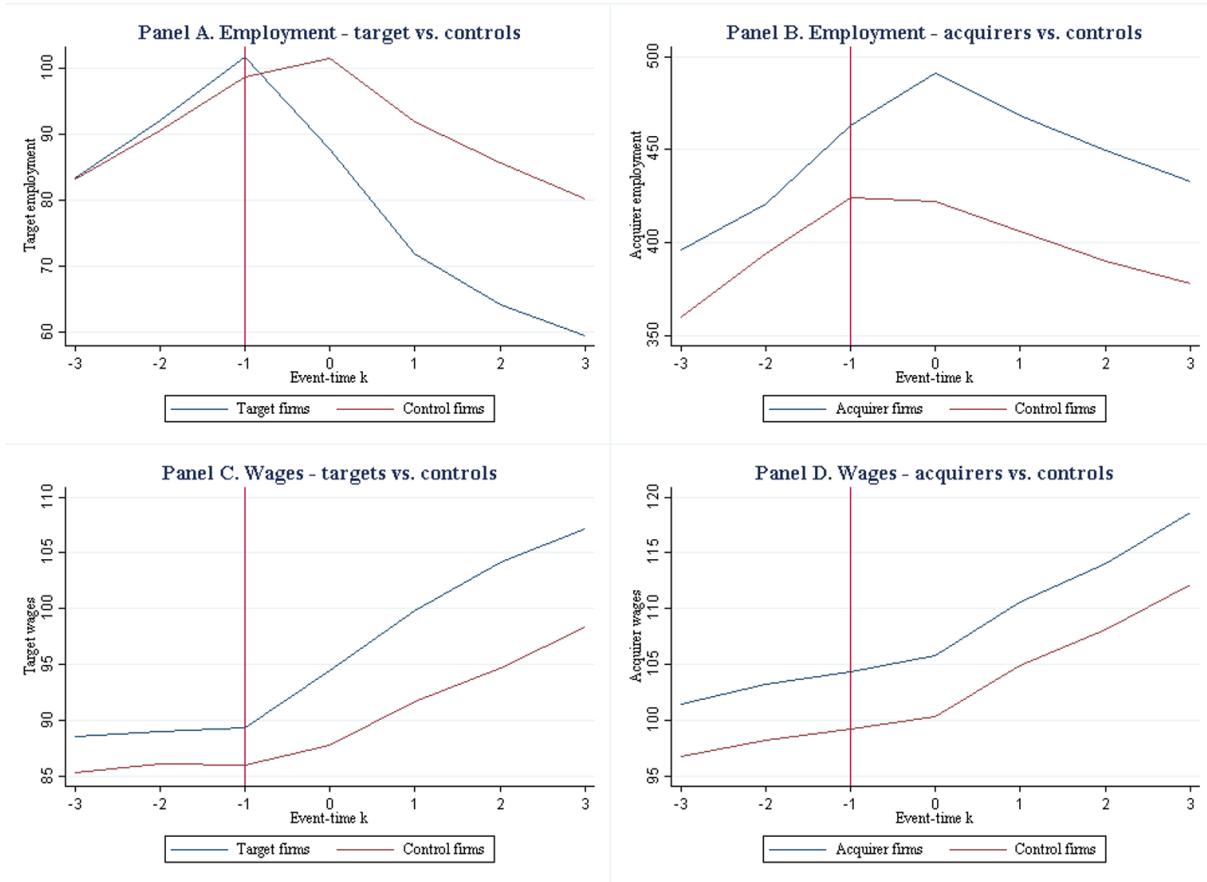 Panel A. Employment - target vs. controls
Target employment
100
90
80
70
60
-3 -2 -1 0 1 2 3
Event-time k
Target firms Control firms
Panel B. Employment - acquirers vs. controls
Acquirer employment
500
450
400
350
-3 -2 -1 0 1 2 3
Event-time k
Acquirer firms Control firms
Panel C. Wages - targets vs. controls
Target wages
110
105
100
95
90
85
-3 -2 -1 0 1 2 3
Event-time k
Target firms Control firms
Panel D. Wages - acquirers vs. controls
Acquirer wages
120
115
110
105
100
95
-3 -2 -1 0 1 2 3
Event-time k
Acquirer firms Control firms